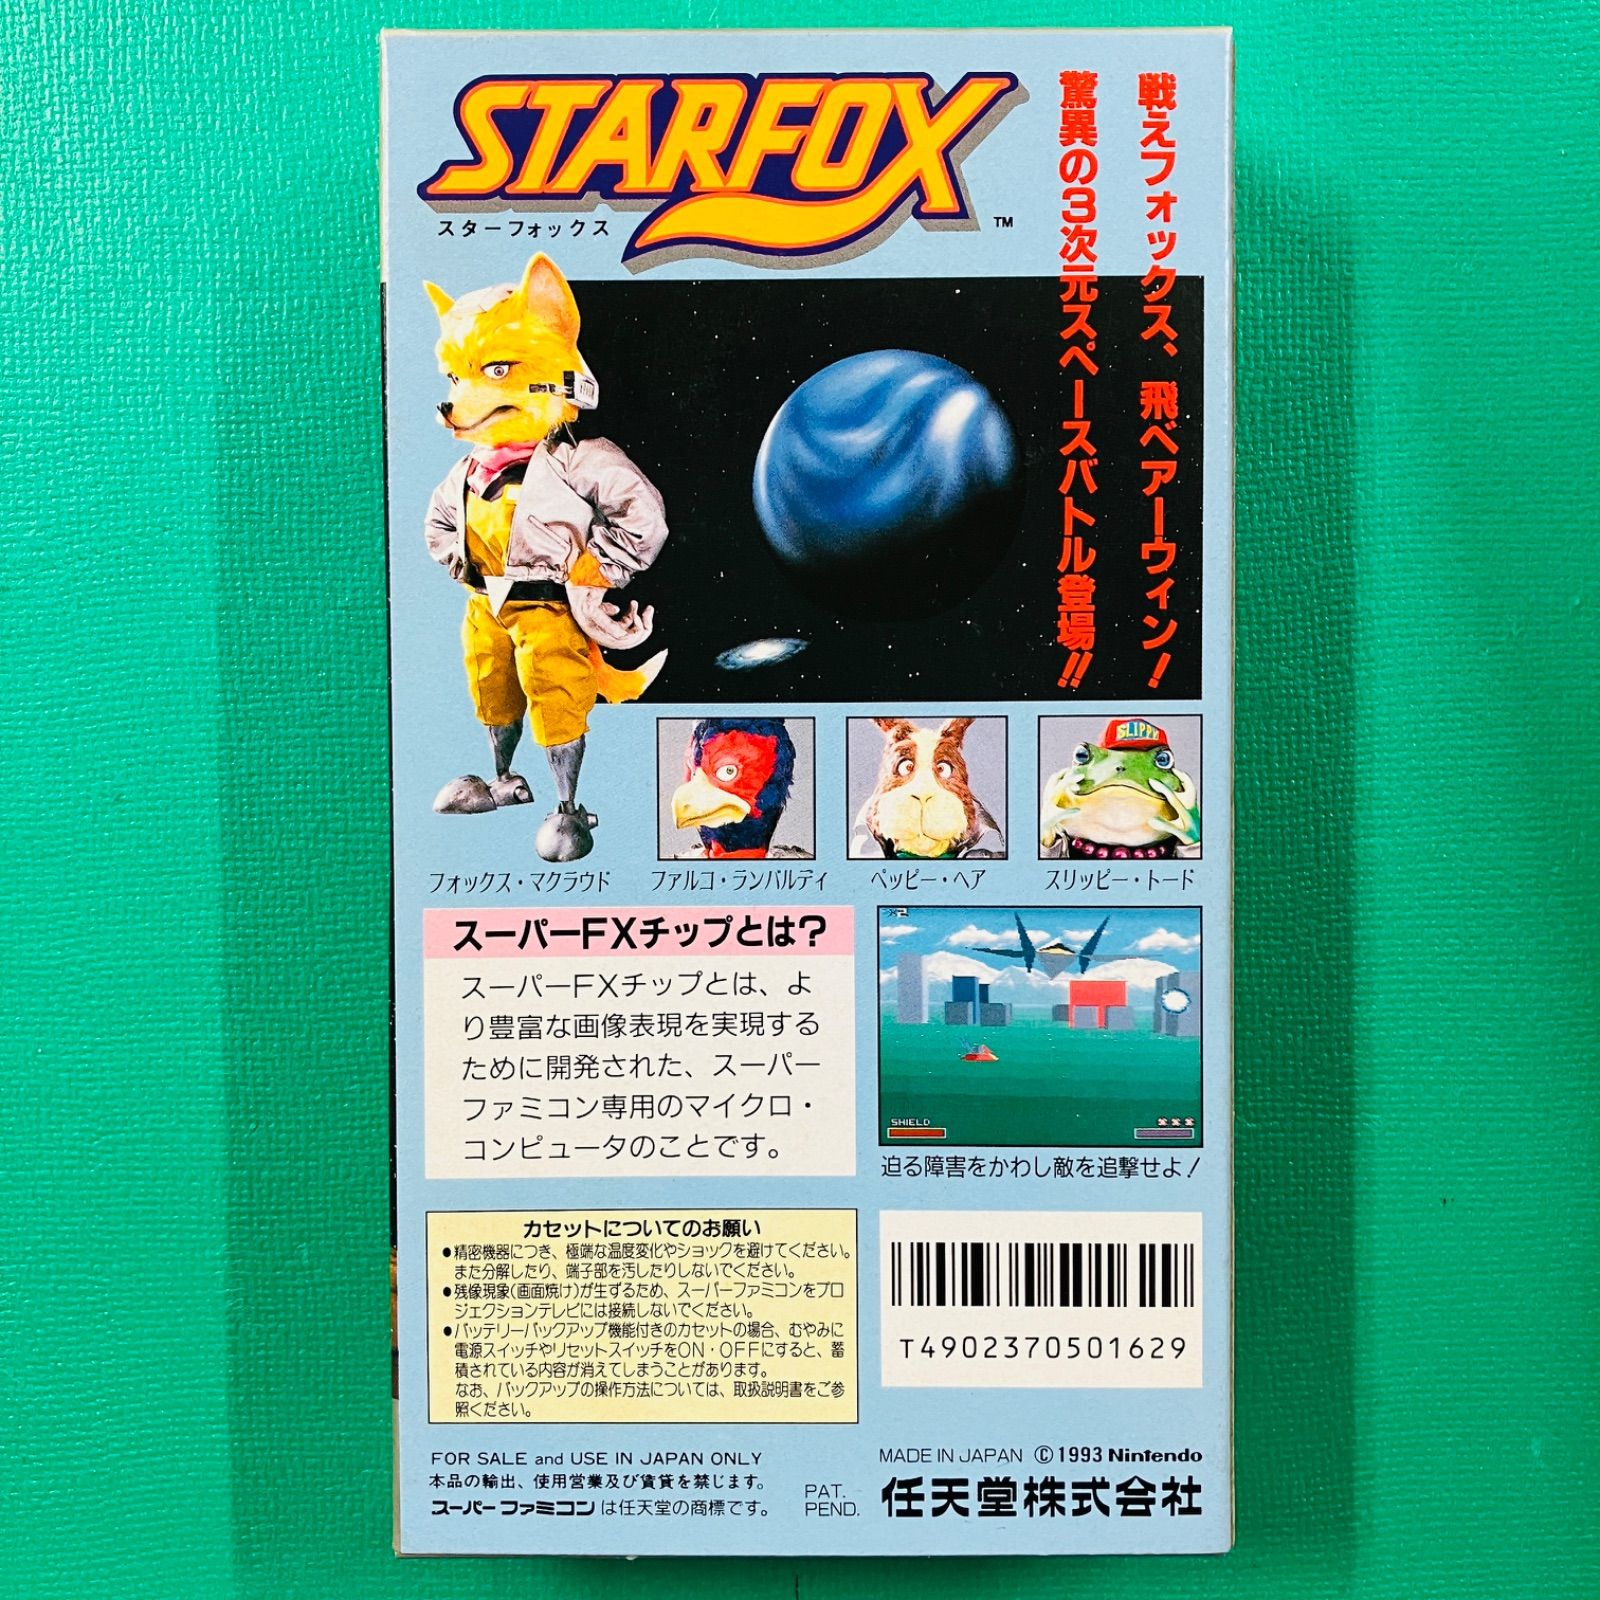 STARFOX
TM
スターフォックス
戦えフォックス、飛べアーウィン!
驚異の3次元スペースバトル登場!!
SLIPPY
フォックス・マクラウド
ファルコ・ランバルディ
ペッピー・ヘア
スリッピー・トード
スーパーFXチップとは?
スーパーFXチップとは、よ
り豊富な画像表現を実現する
ために開発された、スーパー
ファミコン専用のマイクロ・
コンピュータのことです。
SHIELD
迫る障害をかわし敵を追撃せよ!
カセットについてのお願い
●精密機器につき、極端な温度変化やショックを避けてください。
また分解したり、端子部を汚したりしないでください。
●残像現象(画面焼け)が生ずるため、スーパーファミコンをプロ
ジェクションテレビには接続しないでください。
●バッテリーバックアップ機能付きのカセットの場合、むやみに
電源スイッチやリセットスイッチをON・OFFにすると、蓄
積されている内容が消えてしまうことがあります。
なお、バックアップの操作方法については、取扱説明書をご参
照ください。
T4902370501629
FOR SALE and USE IN JAPAN ONLY
本品の輸出、使用営業及び賃貸を禁じます。
スーパーファミコンは任天堂の商標です。
PAT.
PEND.
MADE IN JAPAN ©1993 Nintendo
任天堂株式会社